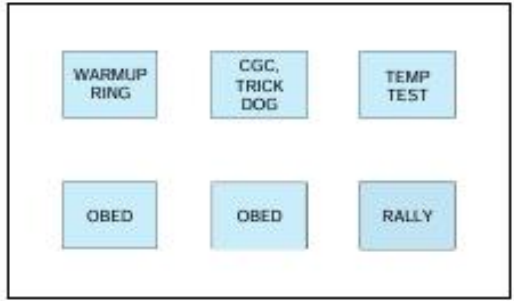 WARMUP
RING
CGC,
TRICK
DOG
TEMP
TEST
OBED
OBED
RALLY